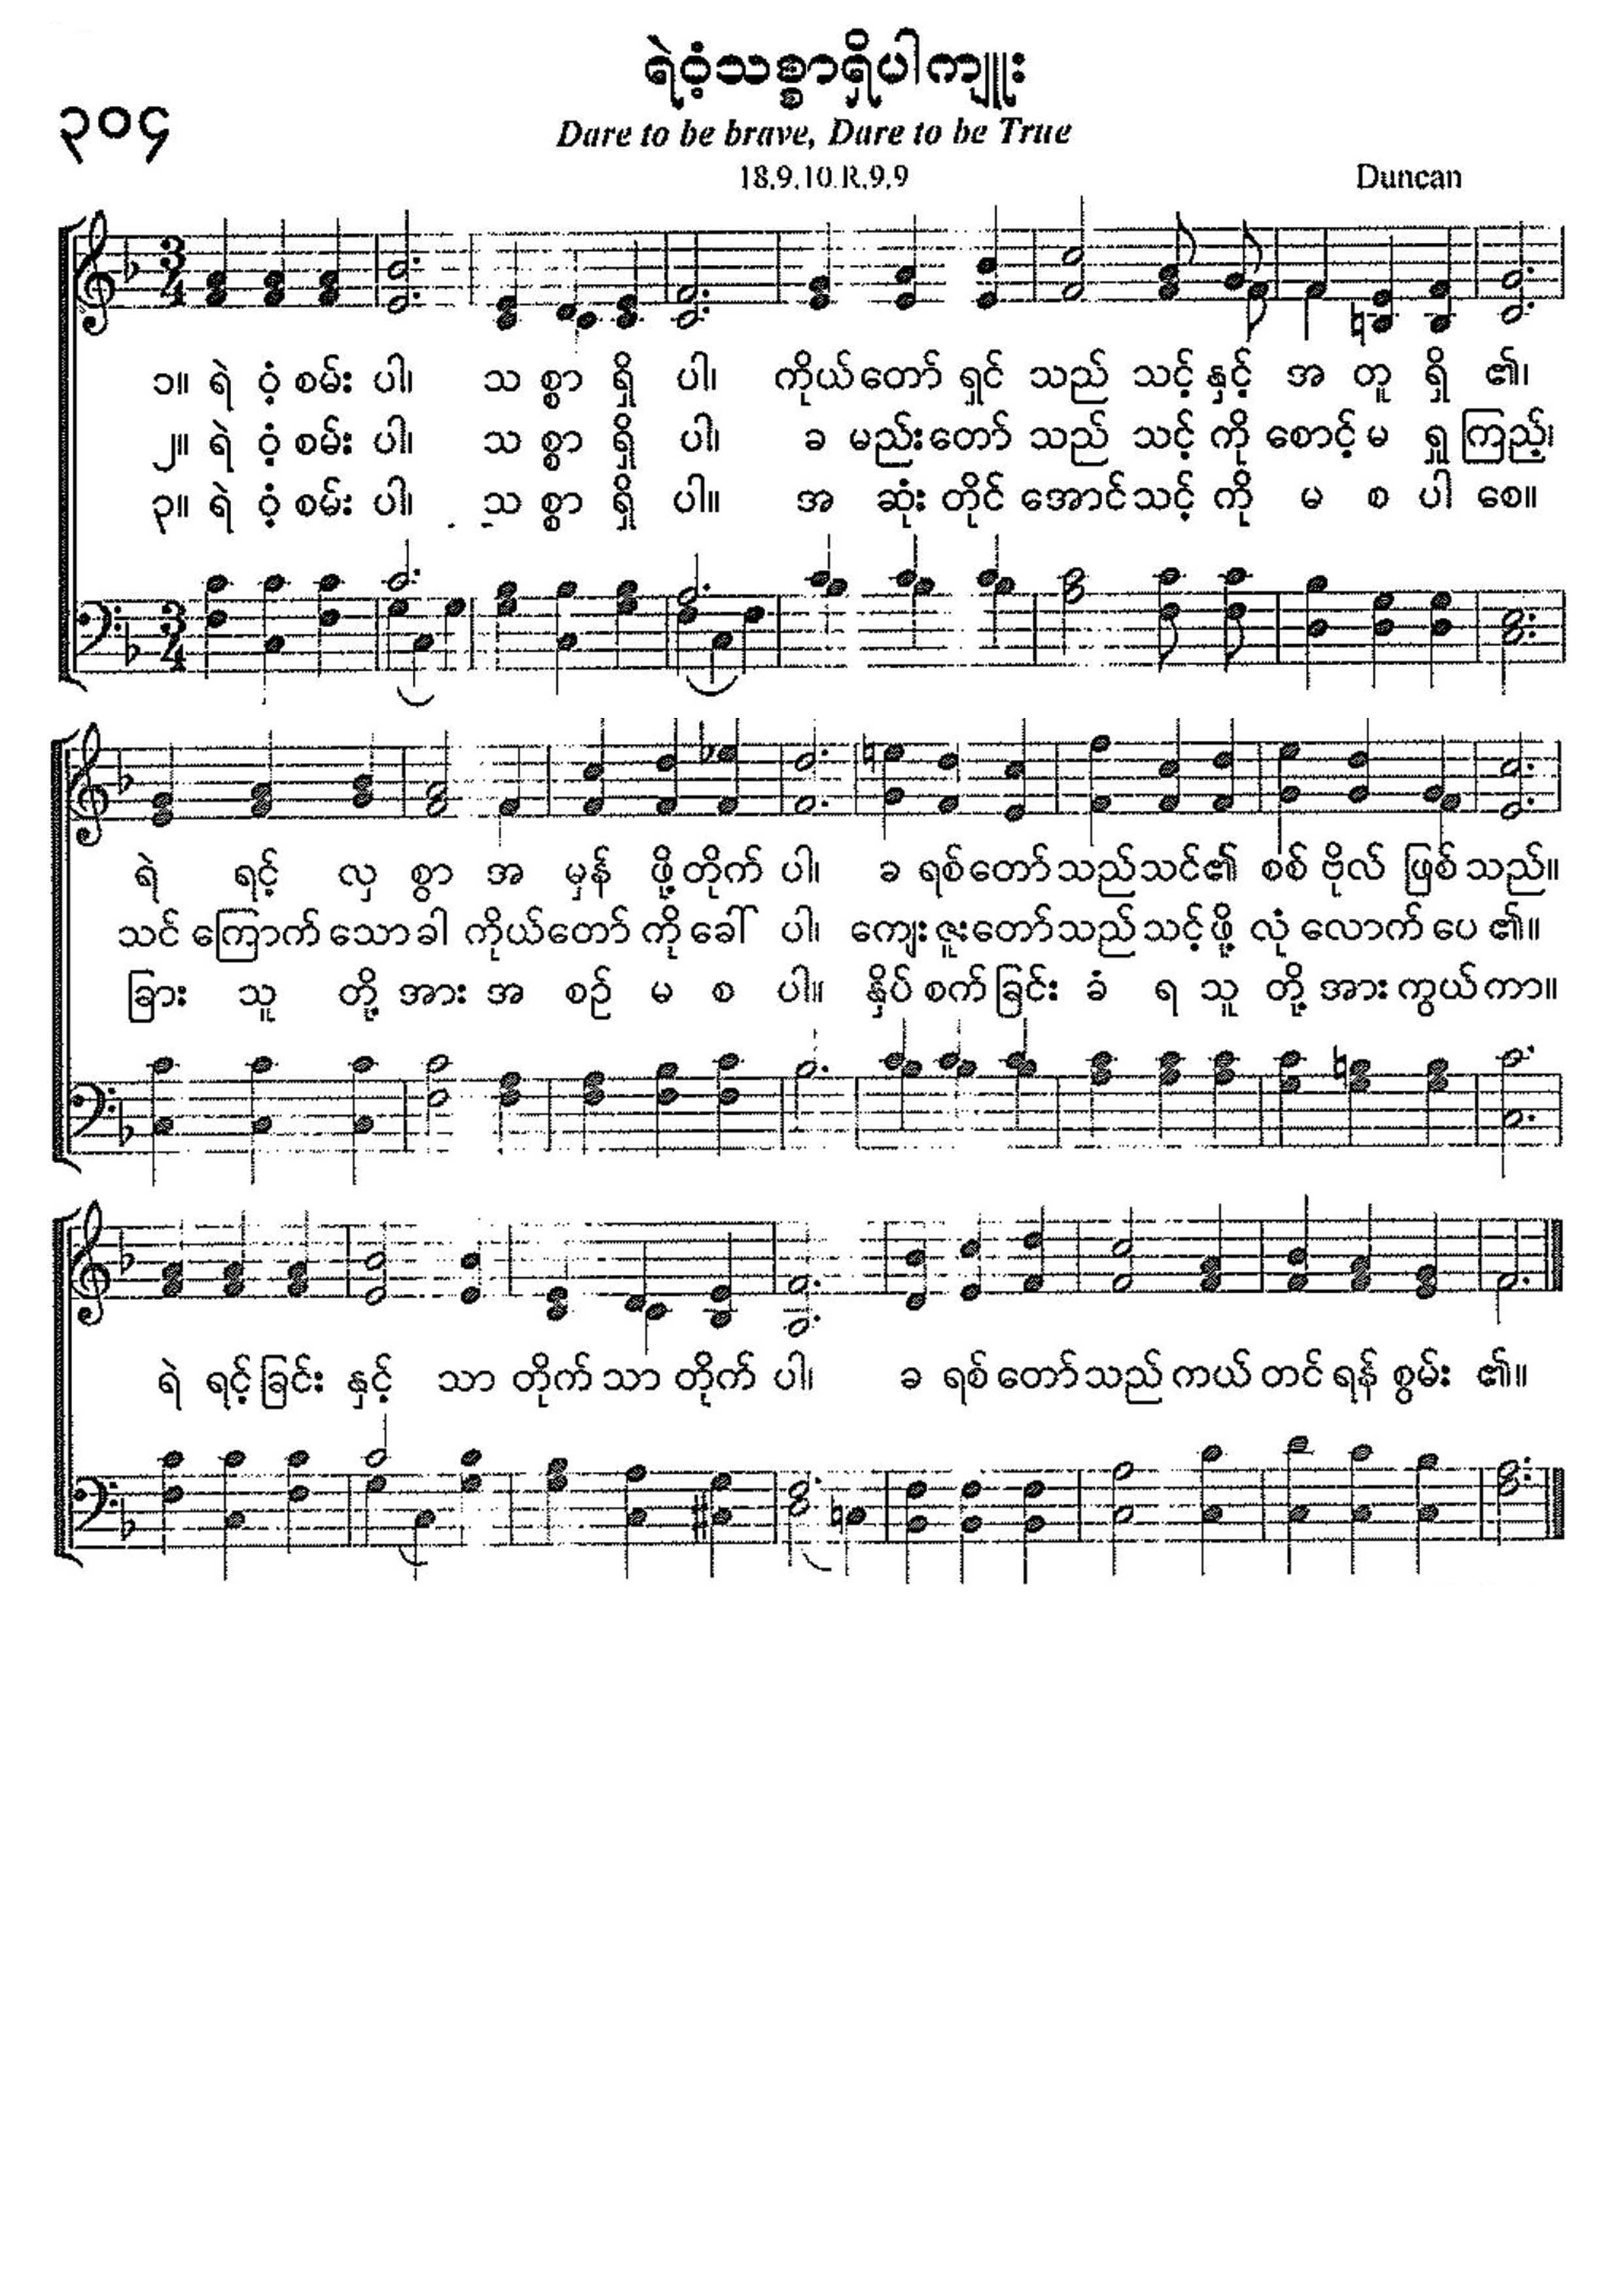 ရဲဝံ့သစ္စာရှိပါကျူး
၃၀၄
Dare to be brave, Dare to be True
18.9.10.R.9.9
Duncan
၁။ ရဲ ဝံ့ စမ်း ပါ၊ သ စ္စာ ရှိ ပါ၊ ကိုယ် တော် ရှင် သည် သင့် နှင့် အ တူ ရှိ ၏၊
၂။ ရဲ ဝံ့ စမ်း ပါ၊ သ စ္စာ ရှိ ပါ၊ ခ မည်း တော် သည် သင့် ကို စောင့် မ ရှု ကြည့်၊
၃။ ရဲ ဝံ့ စမ်း ပါ၊ သ စ္စာ ရှိ ပါ။ အ ဆုံး တိုင် အောင် သင့် ကို မ စ ပါ စေ။
ရဲ ရင့် လှ စွာ အ မှန် ဖို့ တိုက် ပါ၊ ခ ရစ် တော် သည် သင်၏ စစ် ဗိုလ် ဖြစ် သည်။
သင် ကြောက် သော ခါ ကိုယ် တော် ကို ခေါ် ပါ၊ ကျေး ဇူး တော် သည် သင့် ဖို့ လုံ လောက် ပေ ၏။
ခြား သူ တို့ အား အ စဉ် မ စ ပါ။ နှိပ် စက် ခြင်း ခံ ရ သူ တို့ အား ကွယ် ကာ။
ရဲ ရင့် ခြင်း နှင့် သာ တိုက် သာ တိုက် ပါ၊ ခ ရစ် တော် သည် ကယ် တင် ရန် စွမ်း ၏။